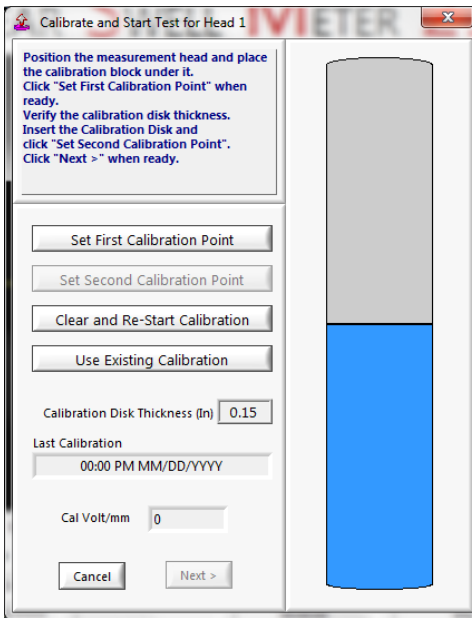 AR SWELL METER
Calibrate and Start Test for Head 1
Position the measurement head and place
the calibration block under it.
Click "Set First Calibration Point" when
ready.
Verify the calibration disk thickness.
Insert the Calibration Disk and
click "Set Second Calibration Point".
Click "Next >" when ready.
Set First Calibration Point
Set Second Calibration Point
Clear and Re-Start Calibration
Use Existing Calibration
Calibration Disk Thickness (In) 0.15
Last Calibration
00:00 PM MM/DD/YYYY
Cal Volt/mm 0
Cancel Next >